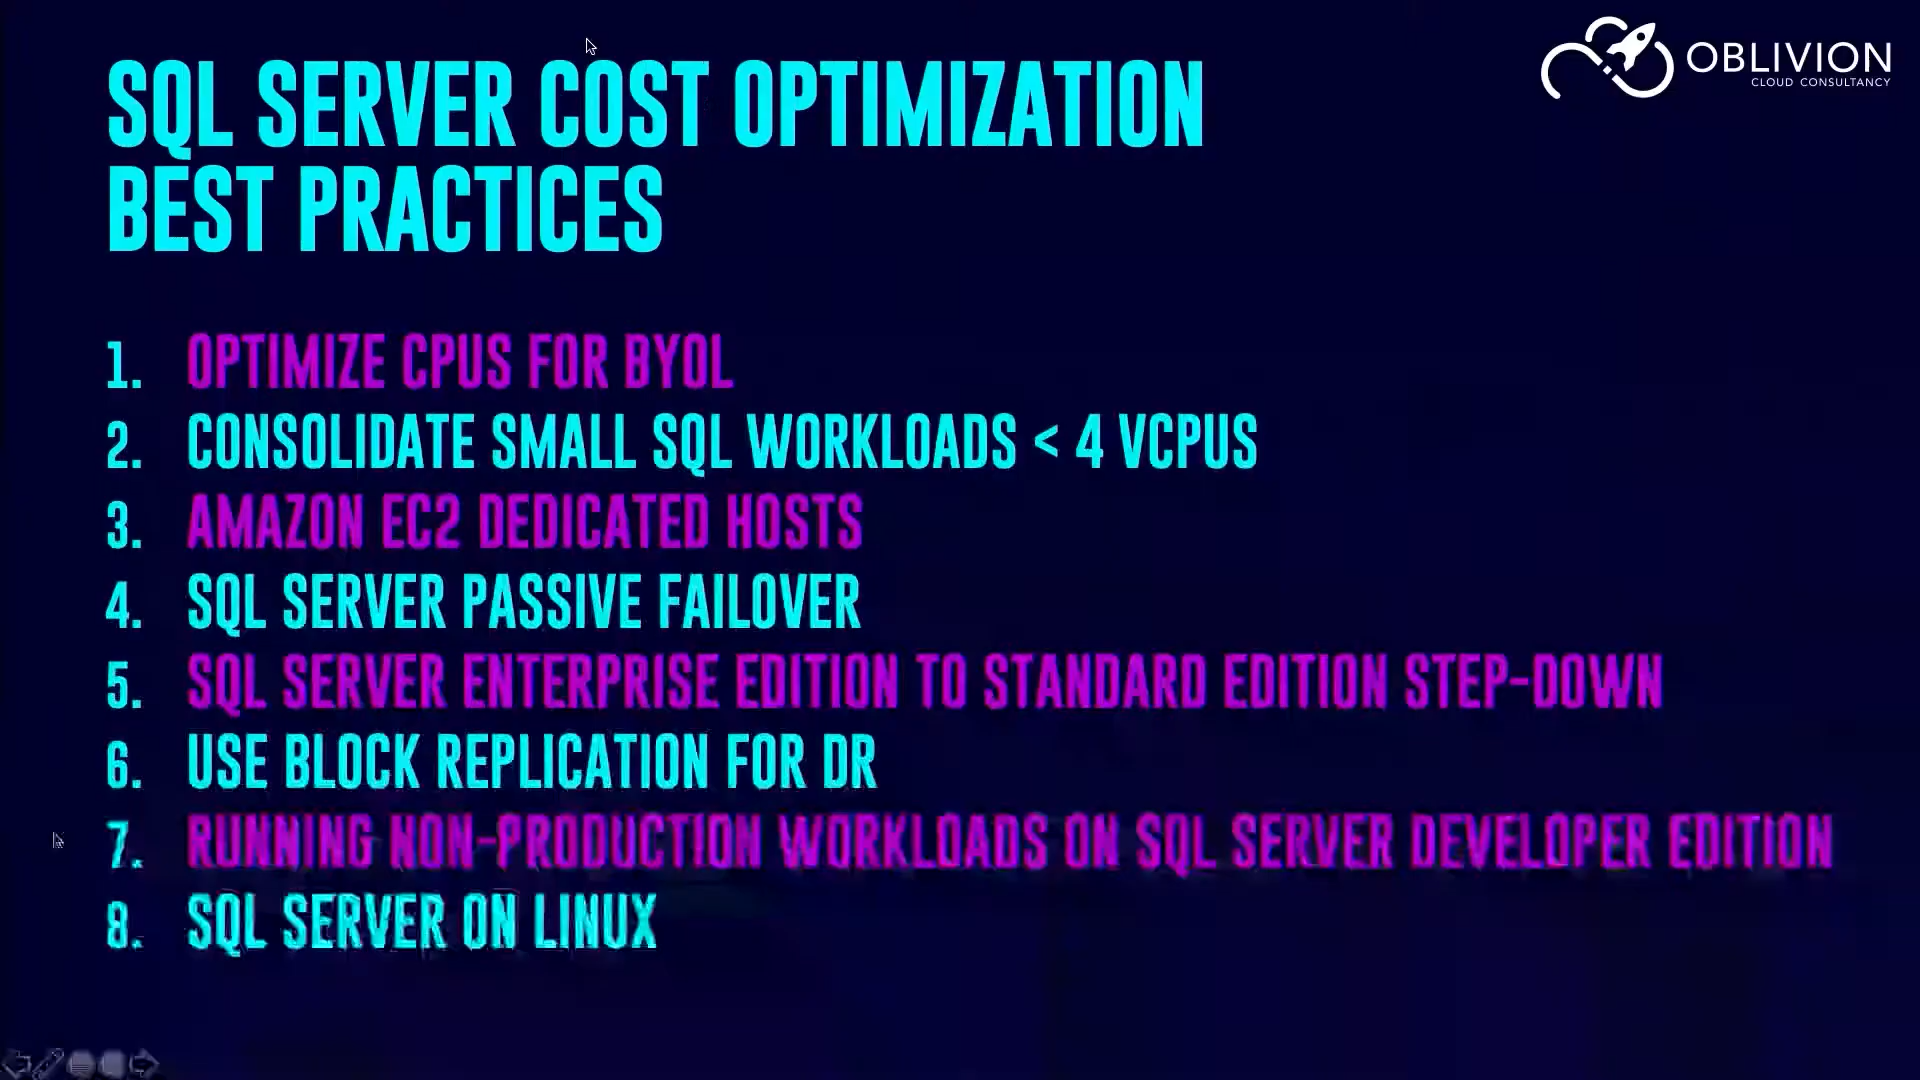 OBLIVION
CLOUD CONSULTANCY
SQL SERVER COST OPTIMIZATION
BEST PRACTICES
1. OPTIMIZE CPUS FOR BYOL
2. CONSOLIDATE SMALL SQL WORKLOADS < 4 VCPUS
3. AMAZON EC2 DEDICATED HOSTS
4. SQL SERVER PASSIVE FAILOVER
5. SQL SERVER ENTERPRISE EDITION TO STANDARD EDITION STEP-DOWN
6. USE BLOCK REPLICATION FOR DR
7. RUNNING NON-PRODUCTION WORKLOADS ON SQL SERVER DEVELOPER EDITION
8. SQL SERVER ON LINUX